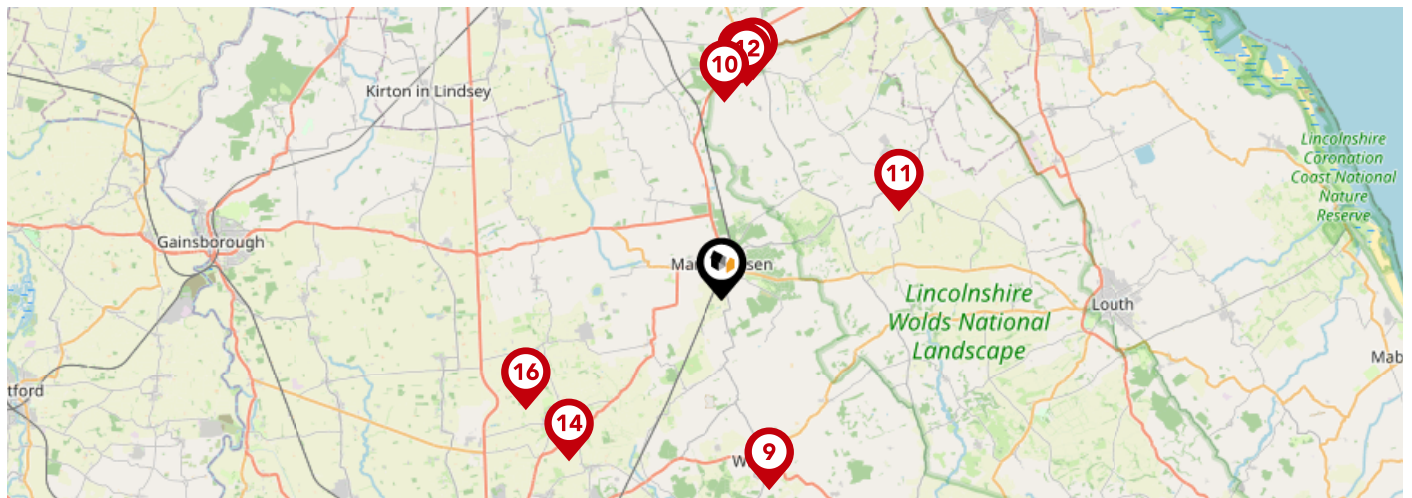 12
10
Kirton in Lindsey
Lincolnshire
Coronation
Coast National
Nature
Reserve
11
Gainsborough
Lincolnshire
Wolds National
Landscape
Louth
16
tford
14
9